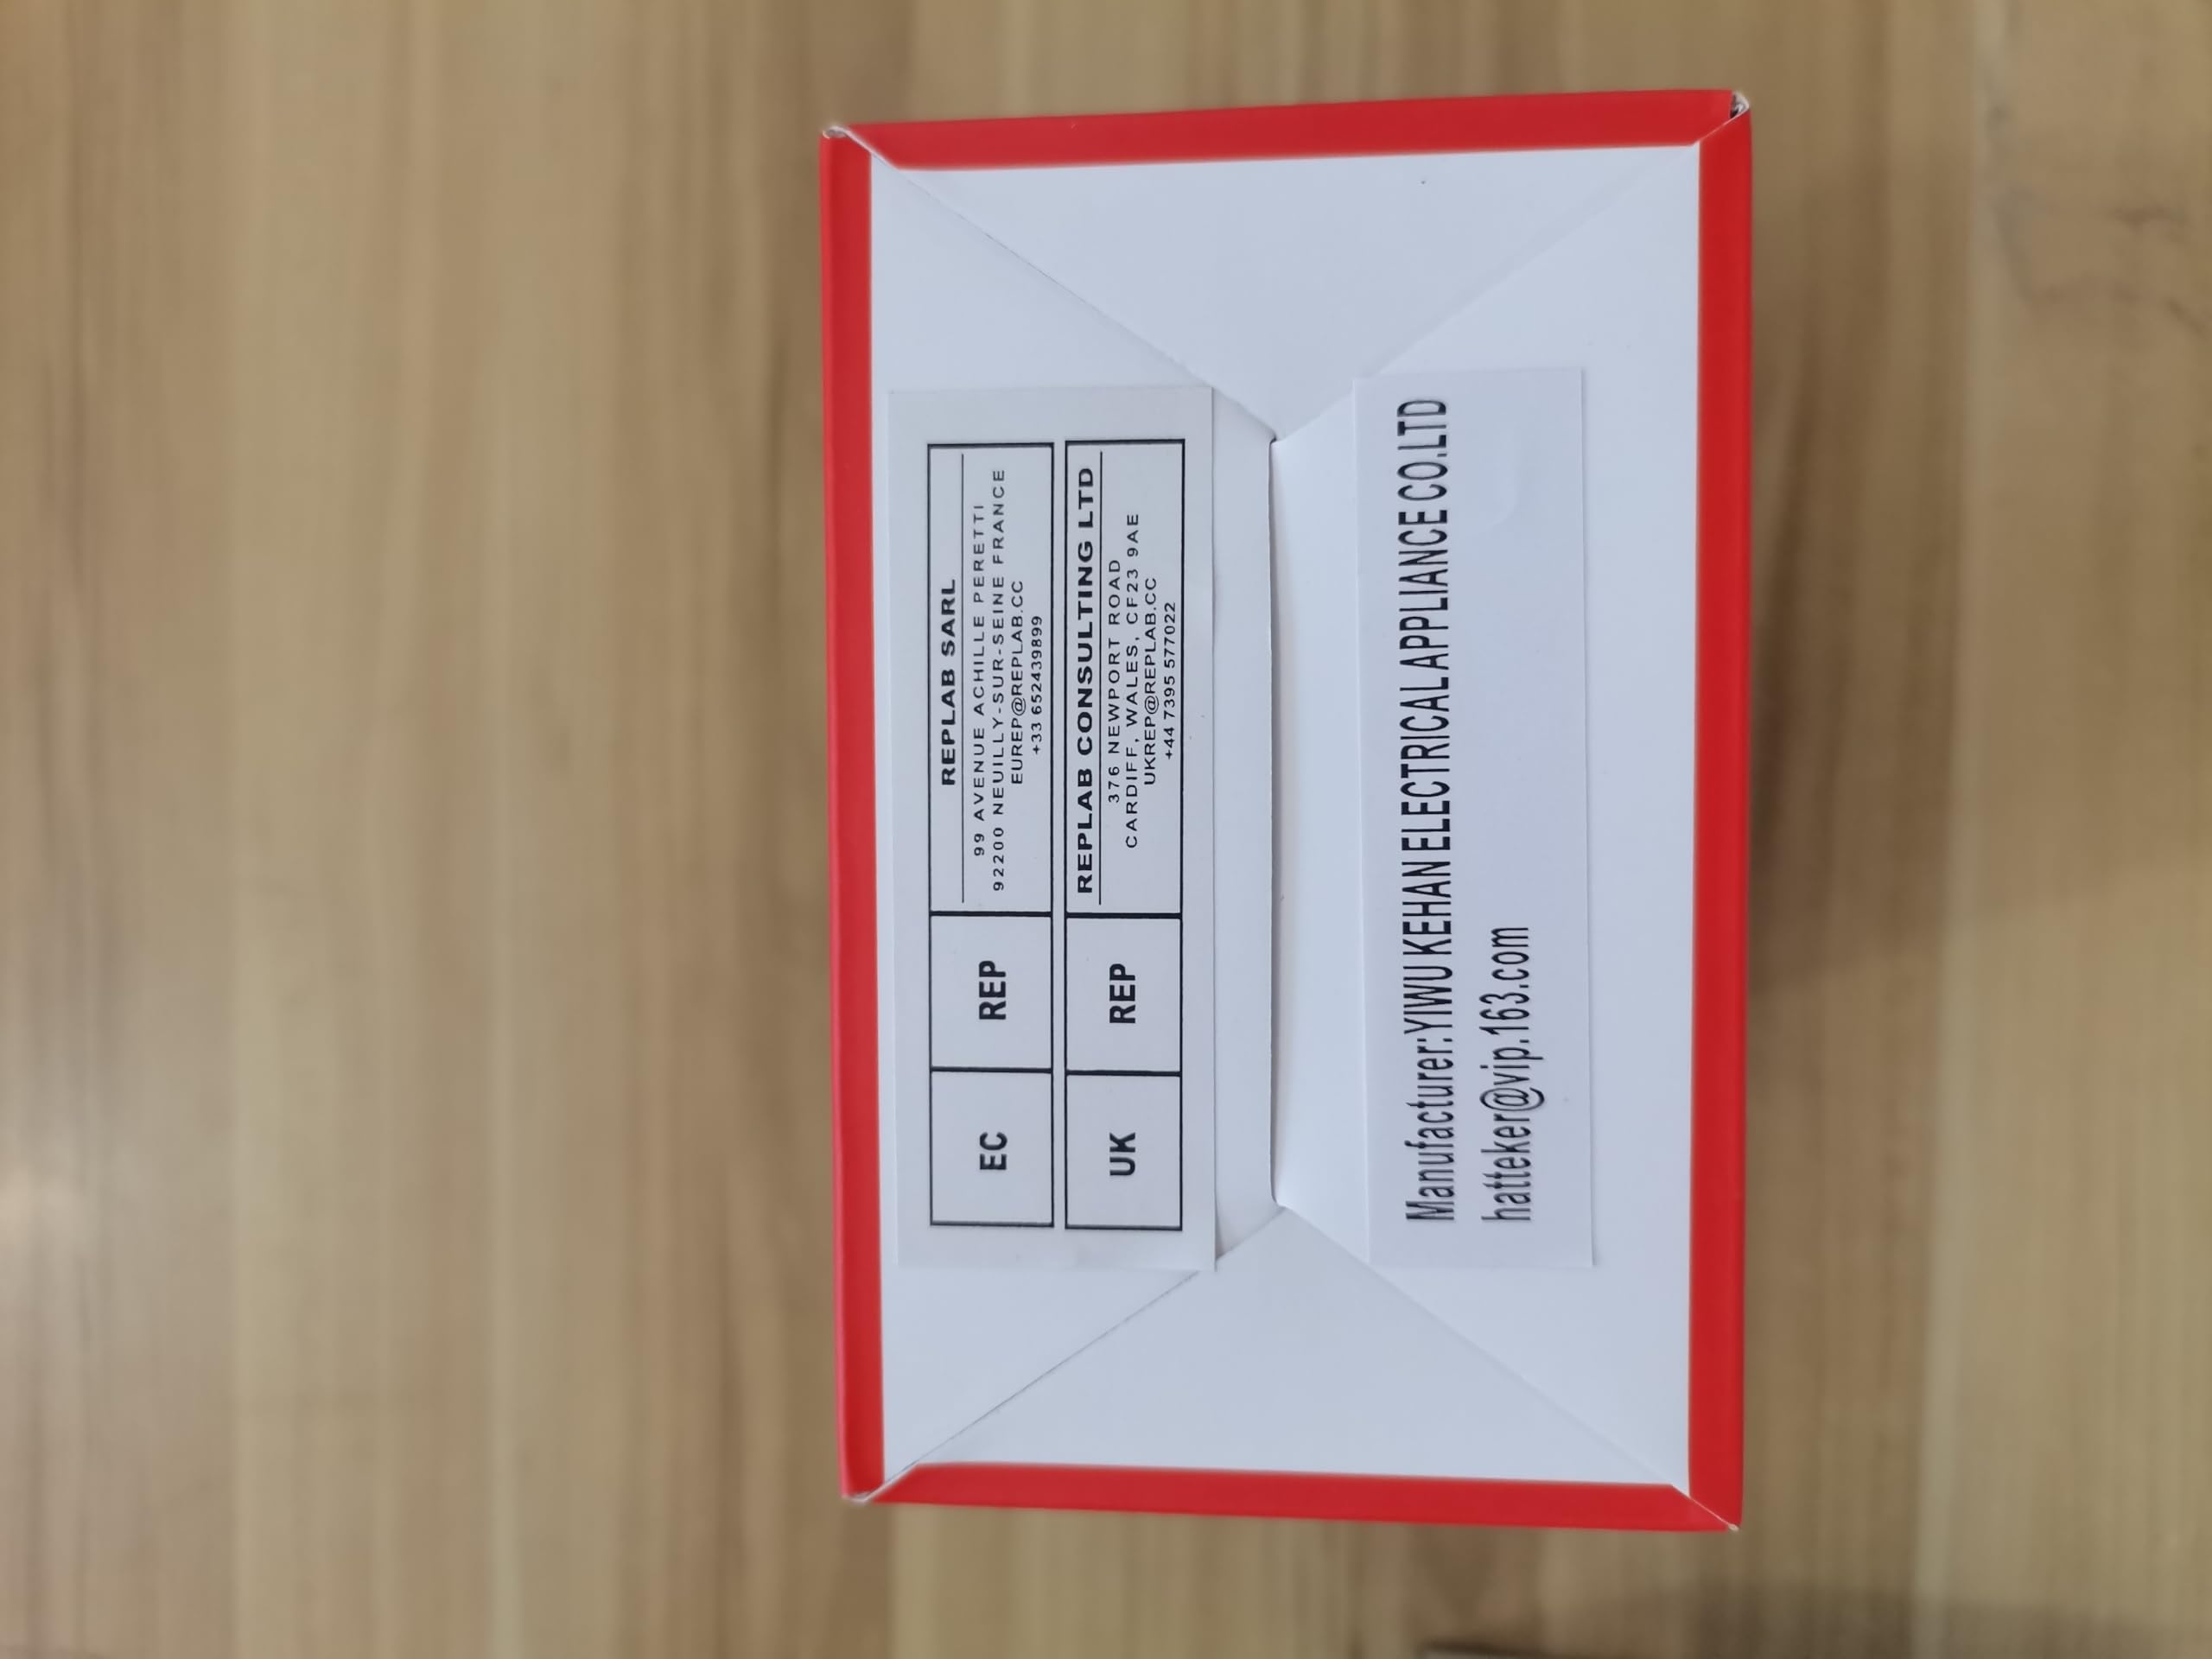 EC
REP
REPLAB SARL
99 AVENUE ACHILLE PERETTI
92200 NEUILLY-SUR-SEINE FRANCE
EUREP@REPLAB.CC
+33 652439899
UK
REP
REPLAB CONSULTING LTD
376 NEWPORT ROAD
CARDIFF, WALES, CF23 9AE
UKREP@REPLAB.CC
+44 7395 577022
Manufacturer:YIWU KEHAN ELECTRICAL APPLIANCE CO.LTD
hatteker@vip.163.com